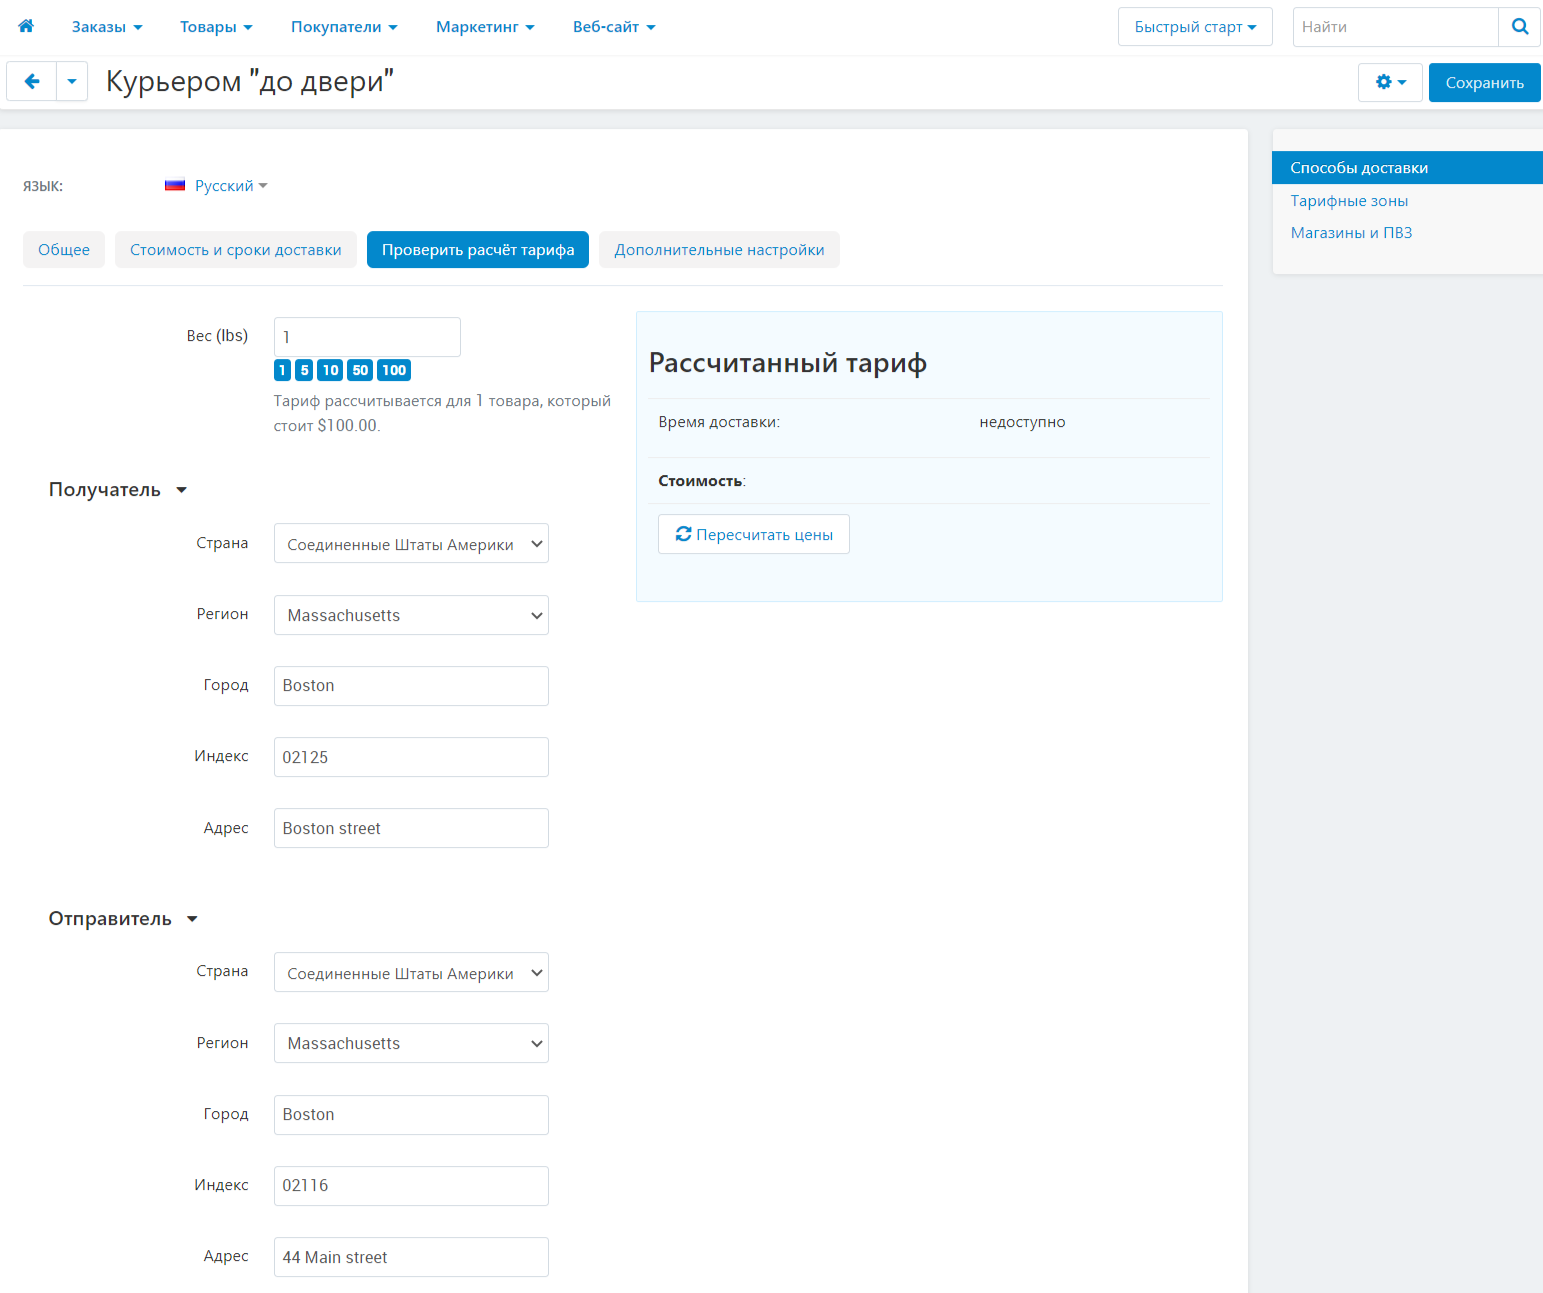 Заказы
Товары
Покупатели
Маркетинг
Веб-сайт
Быстрый старт
Найти
Курьером "до двери"
Сохранить
ЯЗЫК:
Русский
Общее
Стоимость и сроки доставки
Проверить расчёт тарифа
Дополнительные настройки
Способы доставки
Тарифные зоны
Магазины и ПВЗ
Вес (lbs)
1
1 5 10 50 100
Тариф рассчитывается для 1 товара, который
стоит $100.00.
Рассчитанный тариф
Время доставки: недоступно
Стоимость:
Пересчитать цены
Получатель
Страна Соединенные Штаты Америки
Регион Massachusetts
Город Boston
Индекс 02125
Адрес Boston street
Отправитель
Страна Соединенные Штаты Америки
Регион Massachusetts
Город Boston
Индекс 02116
Адрес 44 Main street